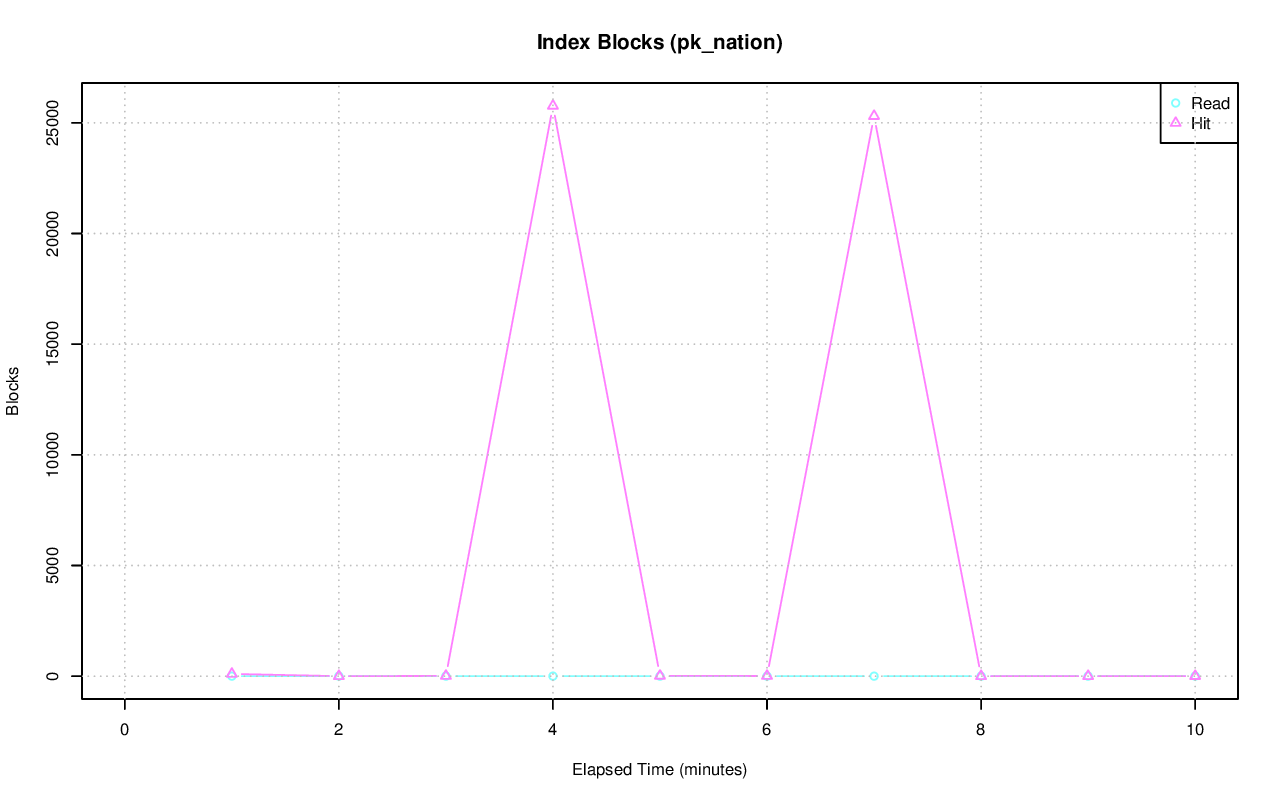 Index Blocks (pk_nation)
Read
Hit
25000
20000
15000
10000
5000
0
Blocks
0 2 4 6 8 10
Elapsed Time (minutes)